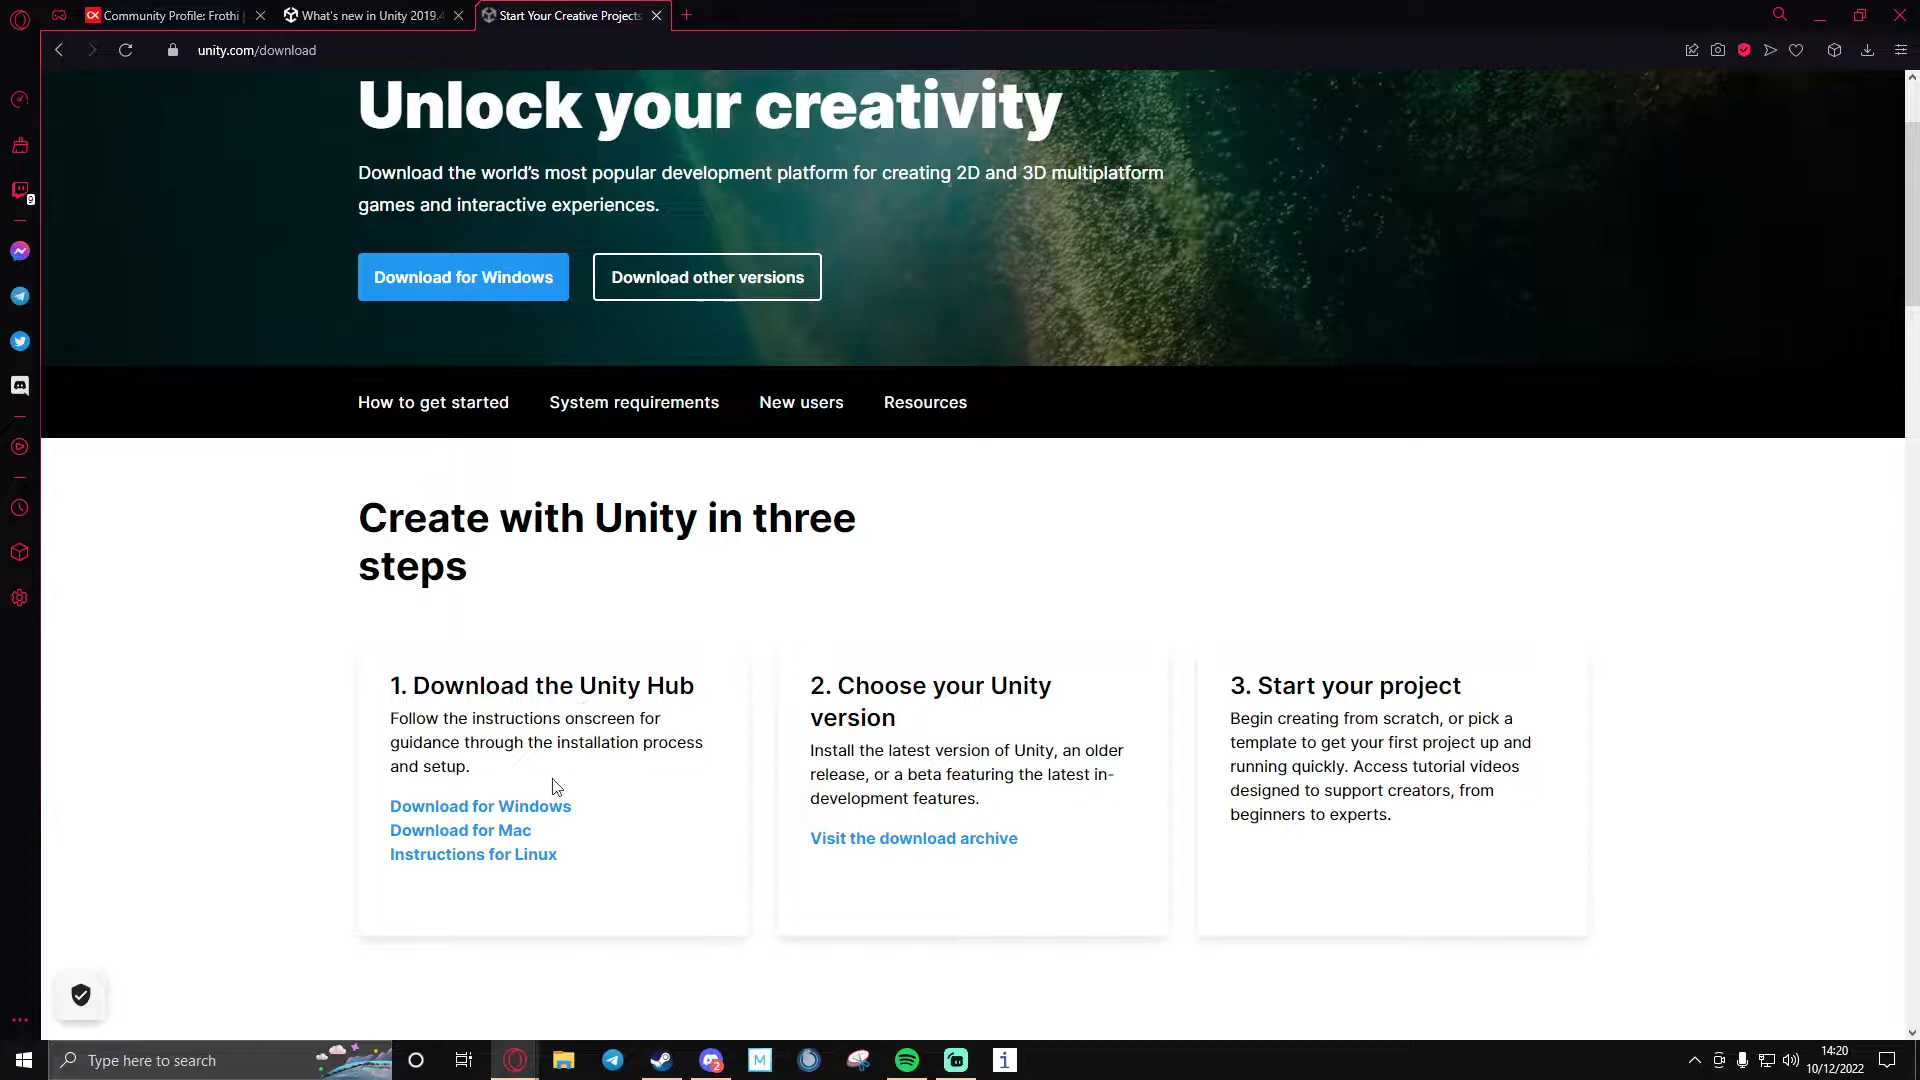 Community Profile: Frothi
What's new in Unity 2019.4
Start Your Creative Projects
unity.com/download
9
Unlock your creativity
Download the world's most popular development platform for creating 2D and 3D multiplatform
games and interactive experiences.
Download for Windows
Download other versions
How to get started
System requirements
New users
Resources
Create with Unity in three
steps
1. Download the Unity Hub
Follow the instructions onscreen for
guidance through the installation process
and setup.
Download for Windows
Download for Mac
Instructions for Linux
2. Choose your Unity
version
Install the latest version of Unity, an older
release, or a beta featuring the latest in-
development features.
Visit the download archive
3. Start your project
Begin creating from scratch, or pick a
template to get your first project up and
running quickly. Access tutorial videos
designed to support creators, from
beginners to experts.
Type here to search
2
M
i
14:20
10/12/2022